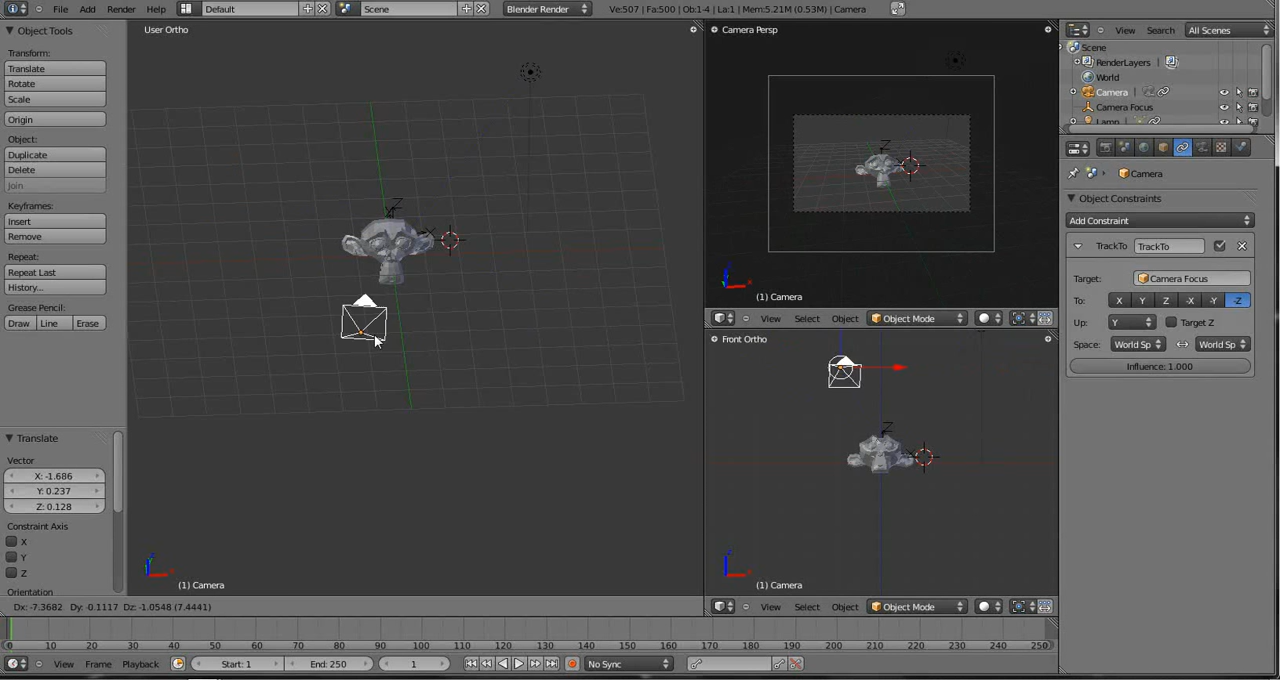 File Add Render Help Default Scene Blender Render Ve:507 | Fa:500 | Ob:1-4 | La:1 | Mem:5.21M (0.53M) | Camera
Object Tools
Transform:
Translate
Rotate
Scale
Origin
Object:
Duplicate
Delete
Join
Keyframes:
Insert
Remove
Repeat:
Repeat Last
History...
Grease Pencil:
Draw Line Erase
Translate
Vector
X: -1.686
Y: 0.237
Z: 0.128
Constraint Axis
X
Y
Z
Orientation
User Ortho
Z
(1) Camera
Dx: -7.3682 Dy: -0.1117 Dz: -1.0548 (7.4441)
Camera Persp
Z
(1) Camera
View Select Object Object Mode
Front Ortho
Z
(1) Camera
View Select Object Object Mode
View Search All Scenes
Scene
RenderLayers
World
Camera
Camera Focus
Lamp
Camera
Object Constraints
Add Constraint
TrackTo TrackTo
Target: Camera Focus
To: X Y Z -X -Y -Z
Up: Y Target Z
Space: World Sp World Sp
Influence: 1.000
0 10 20 30 40 50 60 70 80 90 100 110 120 130 140 150 160 170 180 190 200 210 220 230 240 250
View Frame Playback Start: 1 End: 250 1 No Sync